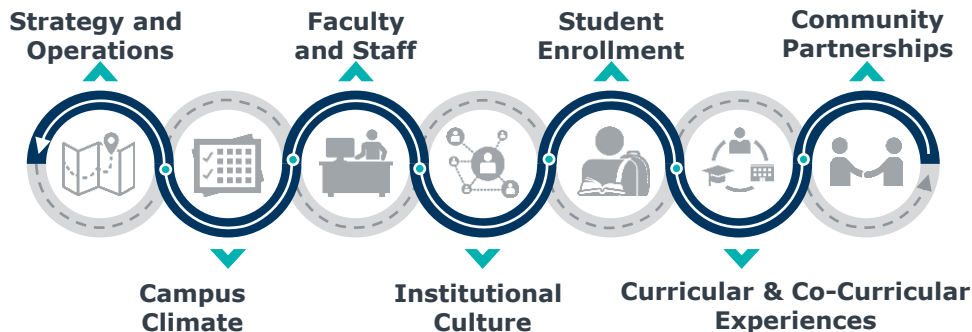 Strategy and
Operations
Faculty
and Staff
Student
Enrollment
Community
Partnerships
Campus
Climate
Institutional
Culture
Curricular & Co-Curricular
Experiences